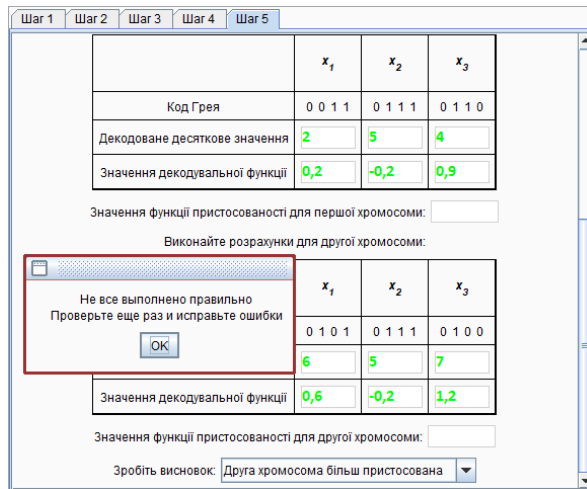 Шаг 1 Шаг 2 Шаг 3 Шаг 4 Шаг 5
x1 x2 x3
Код Грея 0 0 1 1 0 1 1 1 0 1 1 0
Декодоване десяткове значення 2 5 4
Значення декодувальної функції 0,2 -0,2 0,9
Значення функції пристосованості для першої хромосоми:
Виконайте розрахунки для другої хромосоми:
x1 x2 x3
Не все выполнено правильно
Проверьте еще раз и исправьте ошибки
OK
0 1 0 1 0 1 1 1 0 1 0 0
6 5 7
Значення декодувальної функції 0,6 -0,2 1,2
Значення функції пристосованості для другої хромосоми:
Зробіть висновок: Друга хромосома більш пристосована